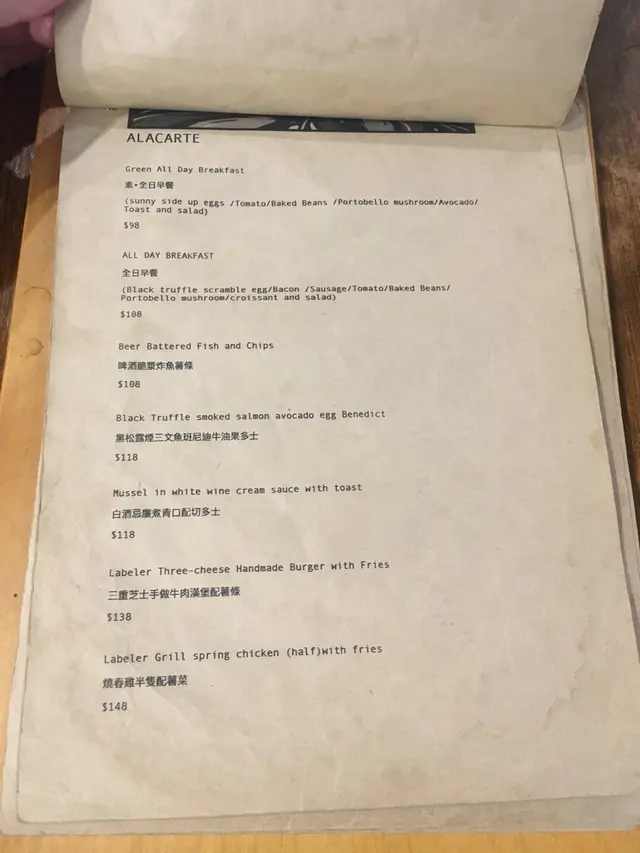 ALACARTE
Green All Day Breakfast
素·全日早餐
(sunny side up eggs /Tomato/Baked Beans /Portobello mushroom/Avocado/
Toast and salad)
$98
ALL DAY BREAKFAST
全日早餐
(Black truffle scramble egg/Bacon /Sausage/Tomato/Baked Beans/
Portobello mushroom/croissant and salad)
$108
Beer Battered Fish and Chips
啤酒脆漿炸魚薯條
$108
Black Truffle smoked salmon avocado egg Benedict
黑松露煙三文魚班尼迪牛油果多士
$118
Mussel in white wine cream sauce with toast
白酒忌廉煮青口配切多士
$118
Labeler Three-cheese Handmade Burger with Fries
三重芝士手做牛肉漢堡配薯條
$138
Labeler Grill spring chicken (half)with fries
燒春雞半隻配薯菜
$148